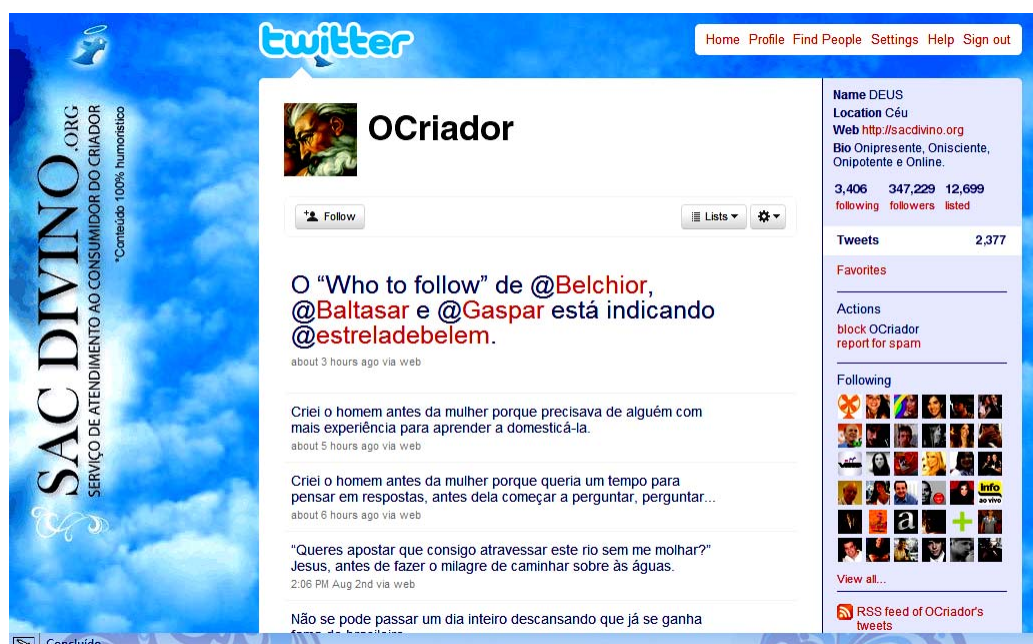 twitter
Home Profile Find People Settings Help Sign out
SAC DIVINO.ORG
SERVIÇO DE ATENDIMENTO AO CONSUMIDOR DO CRIADOR
*Conteúdo 100% humorístico
OCriador
Follow
Lists
O “Who to follow” de @Belchior,
@Baltasar e @Gaspar está indicando
@estreladebelem.
about 3 hours ago via web
Criei o homem antes da mulher porque precisava de alguém com
mais experiência para aprender a domesticá-la.
about 5 hours ago via web
Criei o homem antes da mulher porque queria um tempo para
pensar em respostas, antes dela começar a perguntar, perguntar...
about 6 hours ago via web
“Queres apostar que consigo atravessar este rio sem me molhar?”
Jesus, antes de fazer o milagre de caminhar sobre às águas.
2:06 PM Aug 2nd via web
Não se pode passar um dia inteiro descansando que já se ganha
Name DEUS
Location Céu
Web http://sacdivino.org
Bio Onipresente, Onisciente,
Onipotente e Online.
3,406 347,229 12,699
following followers listed
Tweets 2,377
Favorites
Actions
block OCriador
report for spam
Following
info
ao vivo
a
View all...
RSS feed of OCriador's
tweets
Concluído